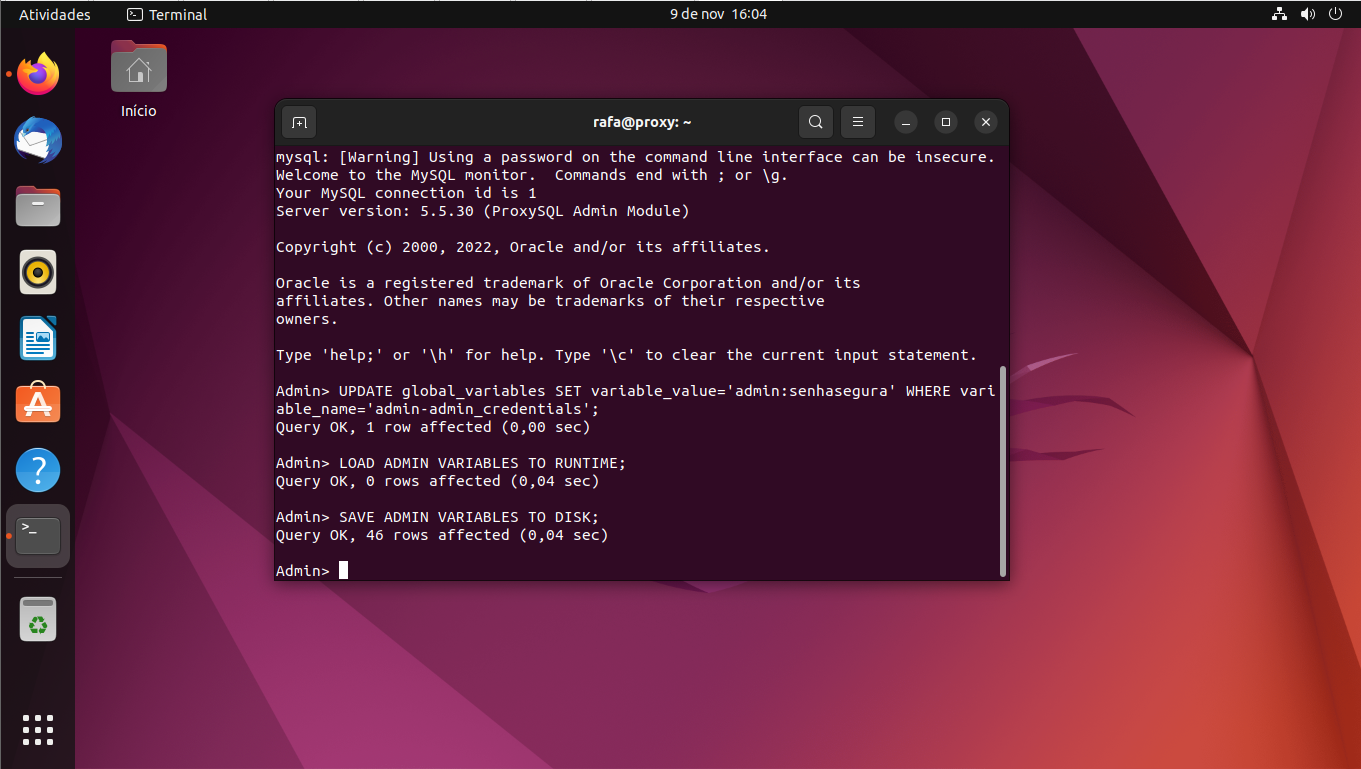 Atividades
Terminal
9 de nov 16:04
Início
rafa@proxy: ~
mysql: [Warning] Using a password on the command line interface can be insecure.
Welcome to the MySQL monitor.  Commands end with ; or \g.
Your MySQL connection id is 1
Server version: 5.5.30 (ProxySQL Admin Module)
Copyright (c) 2000, 2022, Oracle and/or its affiliates.
Oracle is a registered trademark of Oracle Corporation and/or its
affiliates. Other names may be trademarks of their respective
owners.
Type 'help;' or '\h' for help. Type '\c' to clear the current input statement.
Admin> UPDATE global_variables SET variable_value='admin:senhasegura' WHERE vari
able_name='admin-admin_credentials';
Query OK, 1 row affected (0,00 sec)
Admin> LOAD ADMIN VARIABLES TO RUNTIME;
Query OK, 0 rows affected (0,04 sec)
Admin> SAVE ADMIN VARIABLES TO DISK;
Query OK, 46 rows affected (0,04 sec)
Admin>